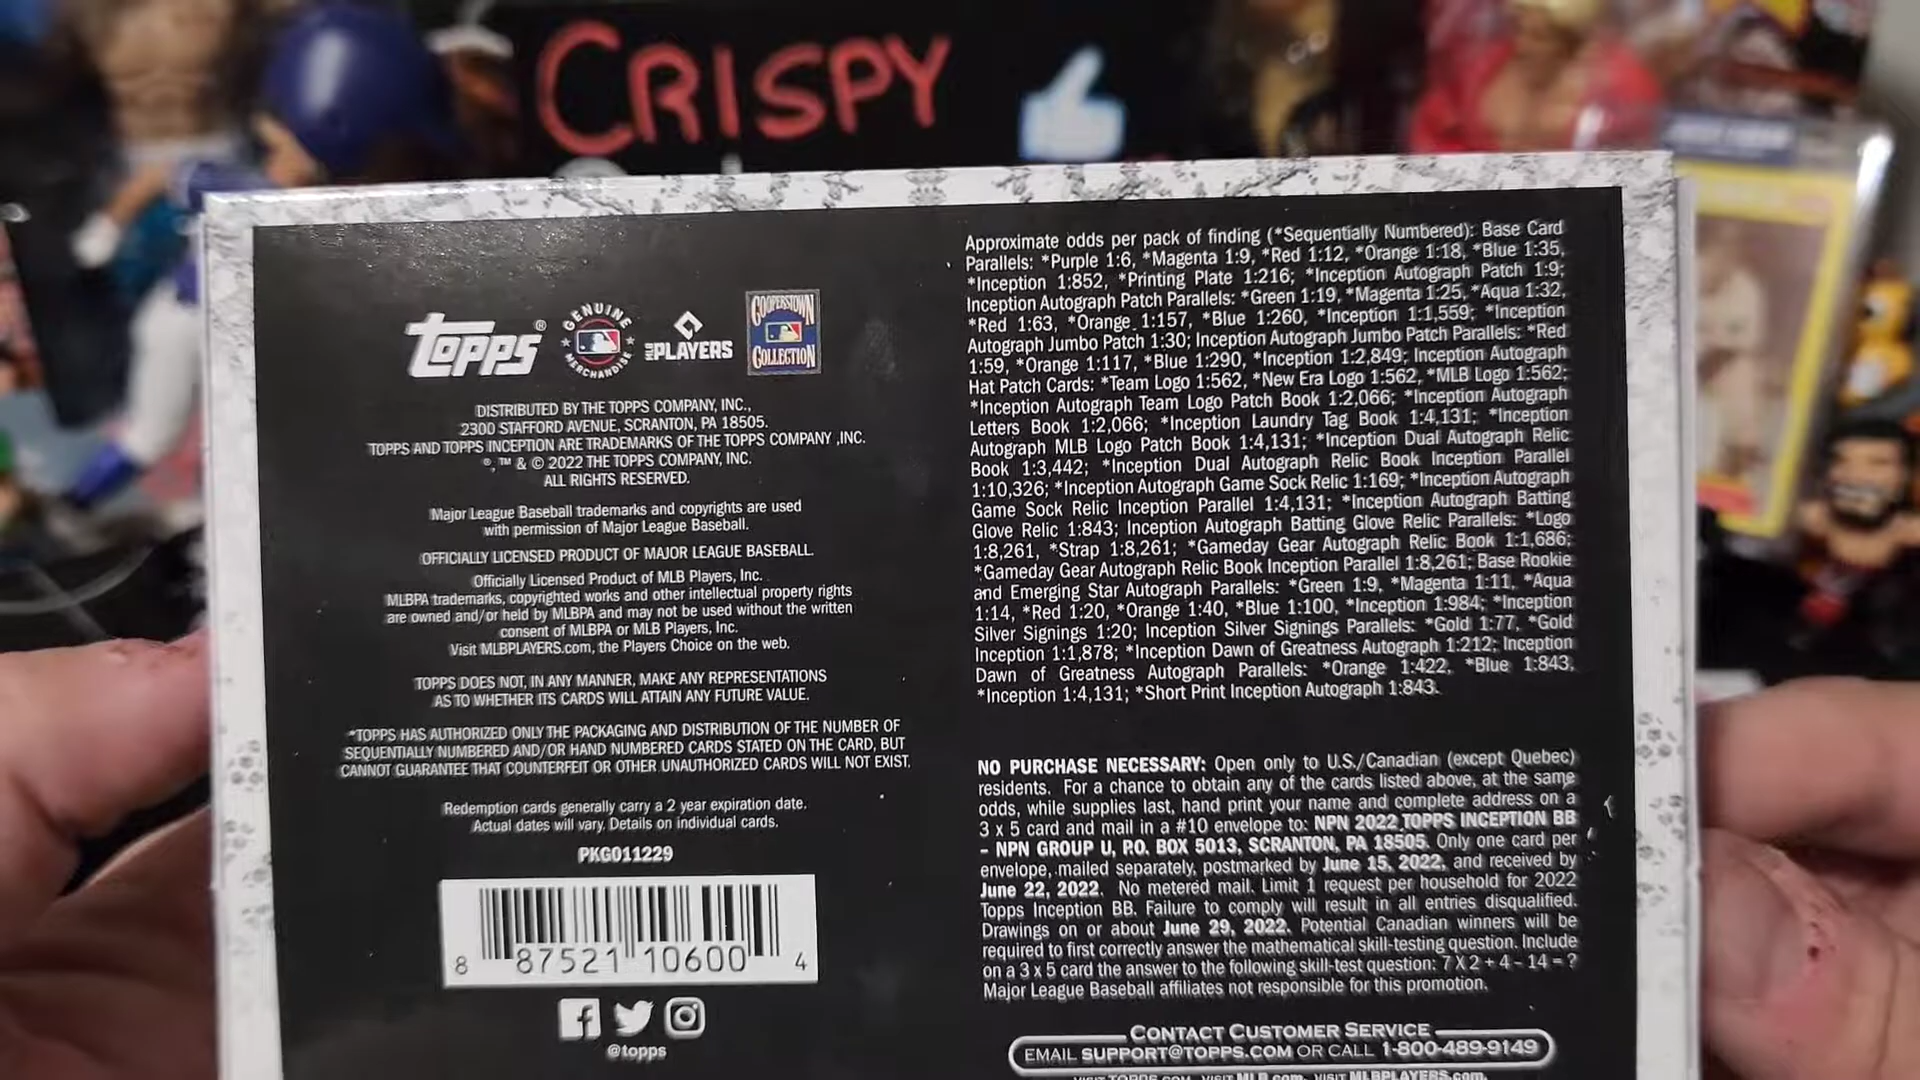 CRISPY
TOPPS®
GENUINE
MERCHANDISE
PLAYERS
COOPERSTOWN
COLLECTION
DISTRIBUTED BY THE TOPPS COMPANY, INC.,
2300 STAFFORD AVENUE, SCRANTON, PA 18505.
TOPPS AND TOPPS INCEPTION ARE TRADEMARKS OF THE TOPPS COMPANY ,INC.
®, ™ & © 2022 THE TOPPS COMPANY, INC.
ALL RIGHTS RESERVED.
Major League Baseball trademarks and copyrights are used
with permission of Major League Baseball.
OFFICIALLY LICENSED PRODUCT OF MAJOR LEAGUE BASEBALL.
Officially Licensed Product of MLB Players, Inc.
MLBPA trademarks, copyrighted works and other intellectual property rights
are owned and/or held by MLBPA and may not be used without the written
consent of MLBPA or MLB Players, Inc.
Visit MLBPLAYERS.com, the Players Choice on the web.
TOPPS DOES NOT, IN ANY MANNER, MAKE ANY REPRESENTATIONS
AS TO WHETHER ITS CARDS WILL ATTAIN ANY FUTURE VALUE.
*TOPPS HAS AUTHORIZED ONLY THE PACKAGING AND DISTRIBUTION OF THE NUMBER OF
SEQUENTIALLY NUMBERED AND/OR HAND NUMBERED CARDS STATED ON THE CARD, BUT
CANNOT GUARANTEE THAT COUNTERFEIT OR OTHER UNAUTHORIZED CARDS WILL NOT EXIST.
Redemption cards generally carry a 2 year expiration date.
Actual dates will vary. Details on individual cards.
PKG011229
8 87521 10600 4
@topps
Approximate odds per pack of finding (*Sequentially Numbered): Base Card
Parallels: *Purple 1:6, *Magenta 1:9, *Red 1:12, *Orange 1:18, *Blue 1:35,
*Inception 1:852, *Printing Plate 1:216; *Inception Autograph Patch 1:9;
Inception Autograph Patch Parallels: *Green 1:19, *Magenta 1:25, *Aqua 1:32,
*Red 1:63, *Orange 1:157, *Blue 1:260, *Inception 1:1,559; *Inception
Autograph Jumbo Patch 1:30; Inception Autograph Jumbo Patch Parallels: *Red
1:59, *Orange 1:117, *Blue 1:290, *Inception 1:2,849; Inception Autograph
Hat Patch Cards: *Team Logo 1:562, *New Era Logo 1:562, *MLB Logo 1:562;
*Inception Autograph Team Logo Patch Book 1:2,066; *Inception Autograph
Letters Book 1:2,066; *Inception Laundry Tag Book 1:4,131; *Inception
Autograph MLB Logo Patch Book 1:4,131; *Inception Dual Autograph Relic
Book 1:3,442; *Inception Dual Autograph Relic Book Inception Parallel
1:10,326; *Inception Autograph Game Sock Relic 1:169; *Inception Autograph
Game Sock Relic Inception Parallel 1:4,131; *Inception Autograph Batting
Glove Relic 1:843; Inception Autograph Batting Glove Relic Parallels: *Logo
1:8,261, *Strap 1:8,261; *Gameday Gear Autograph Relic Book 1:1,686;
*Gameday Gear Autograph Relic Book Inception Parallel 1:8,261; Base Rookie
and Emerging Star Autograph Parallels: *Green 1:9, *Magenta 1:11, *Aqua
1:14, *Red 1:20, *Orange 1:40, *Blue 1:100, *Inception 1:984; *Inception
Silver Signings 1:20; Inception Silver Signings Parallels: *Gold 1:77, *Gold
Inception 1:1,878; *Inception Dawn of Greatness Autograph 1:212; Inception
Dawn of Greatness Autograph Parallels: *Orange 1:422, *Blue 1:843,
*Inception 1:4,131; *Short Print Inception Autograph 1:843.
NO PURCHASE NECESSARY: Open only to U.S./Canadian (except Quebec)
residents. For a chance to obtain any of the cards listed above, at the same
odds, while supplies last, hand print your name and complete address on a
3 x 5 card and mail in a #10 envelope to: NPN 2022 TOPPS INCEPTION BB
– NPN GROUP U, P.O. BOX 5013, SCRANTON, PA 18505. Only one card per
envelope, mailed separately, postmarked by June 15, 2022, and received by
June 22, 2022. No metered mail. Limit 1 request per household for 2022
Topps Inception BB. Failure to comply will result in all entries disqualified.
Drawings on or about June 29, 2022. Potential Canadian winners will be
required to first correctly answer the mathematical skill-testing question. Include
on a 3 x 5 card the answer to the following skill-test question: 7 X 2 + 4 - 14 = ?
Major League Baseball affiliates not responsible for this promotion.
CONTACT CUSTOMER SERVICE
EMAIL SUPPORT@TOPPS.COM OR CALL 1-800-489-9149
VISIT TOPPS.COM, VISIT MLB.com, VISIT MLBPLAYERS.com